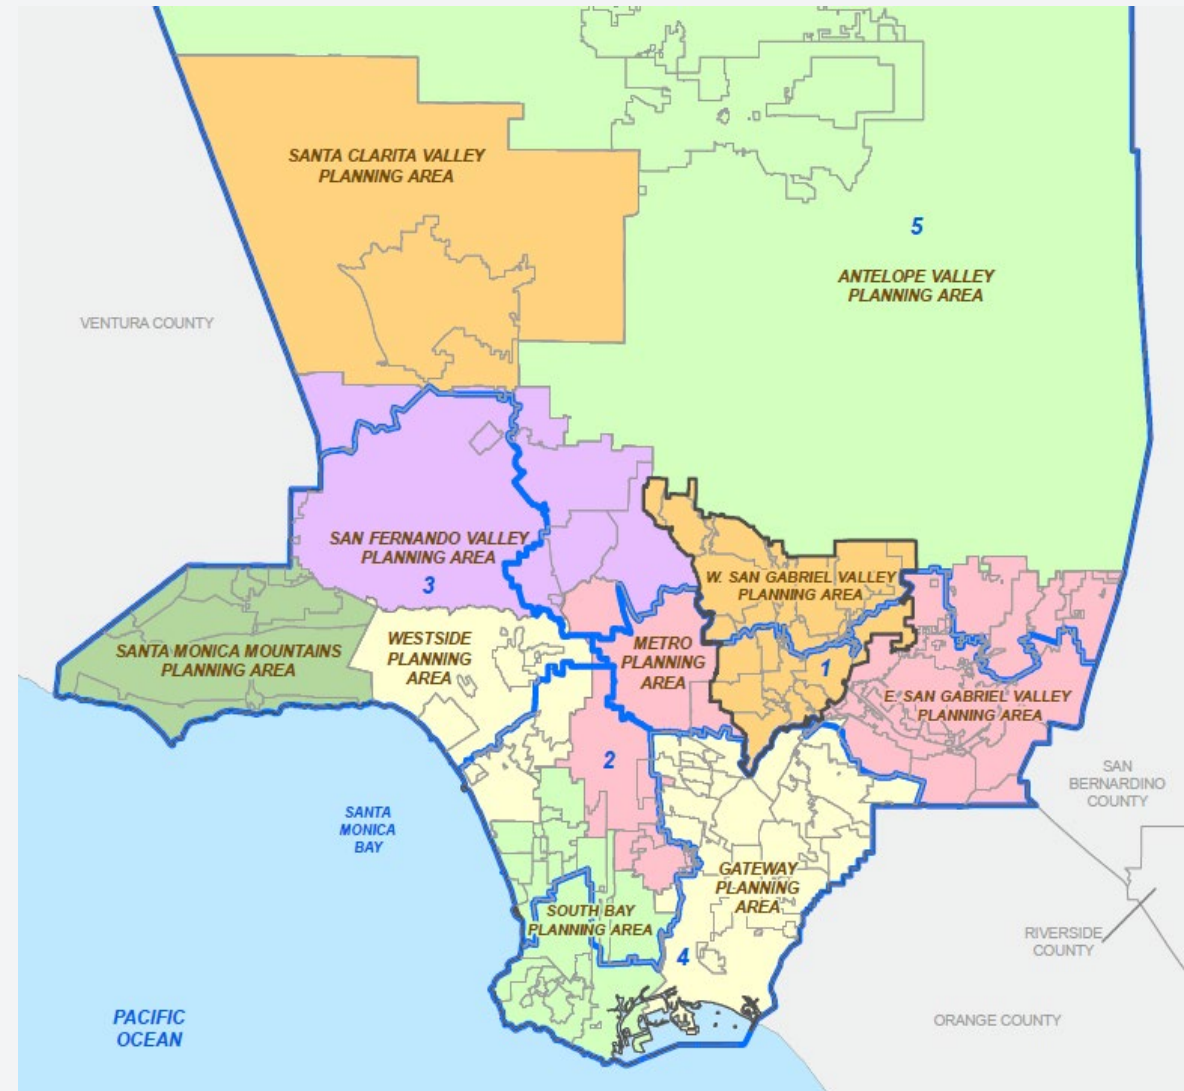 SANTA CLARITA VALLEY
PLANNING AREA
5
ANTELOPE VALLEY
PLANNING AREA
VENTURA COUNTY
SAN FERNANDO VALLEY
PLANNING AREA
3
W. SAN GABRIEL VALLEY
PLANNING AREA
SANTA MONICA MOUNTAINS
PLANNING AREA
WESTSIDE
PLANNING
AREA
METRO
PLANNING
AREA
1
E. SAN GABRIEL VALLEY
PLANNING AREA
2
SAN
BERNARDINO
COUNTY
SANTA
MONICA
BAY
GATEWAY
PLANNING
AREA
SOUTH BAY
PLANNING AREA
4
RIVERSIDE
COUNTY
PACIFIC
OCEAN
ORANGE COUNTY